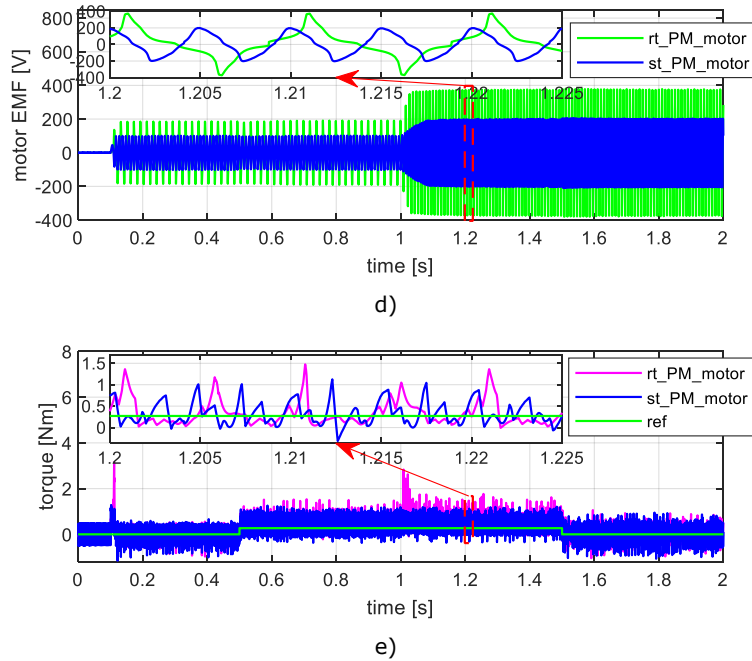 motor EMF [V]
800
600
400
200
0
-200
-400
400
200
0
-200
-400
1.2 1.205 1.21 1.215 1.22 1.225
rt_PM_motor
st_PM_motor
0 0.2 0.4 0.6 0.8 1 1.2 1.4 1.6 1.8 2
time [s]
d)
torque [Nm]
8
6
4
2
0
1.5
1
0.5
0
1.2 1.205 1.21 1.215 1.22 1.225
rt_PM_motor
st_PM_motor
ref
0 0.2 0.4 0.6 0.8 1 1.2 1.4 1.6 1.8 2
time [s]
e)